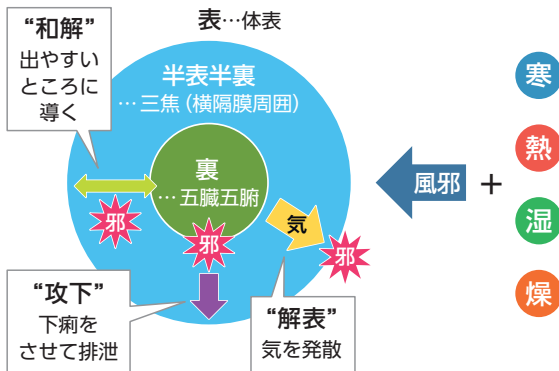 表…体表
“和解”
出やすい
ところに
導く
半表半裏
…三焦（横隔膜周囲）
裏
…五臓五腑
邪
邪
気
邪
“攻下”
下痢を
させて排泄
“解表”
気を発散
風邪
+
寒
熱
湿
燥